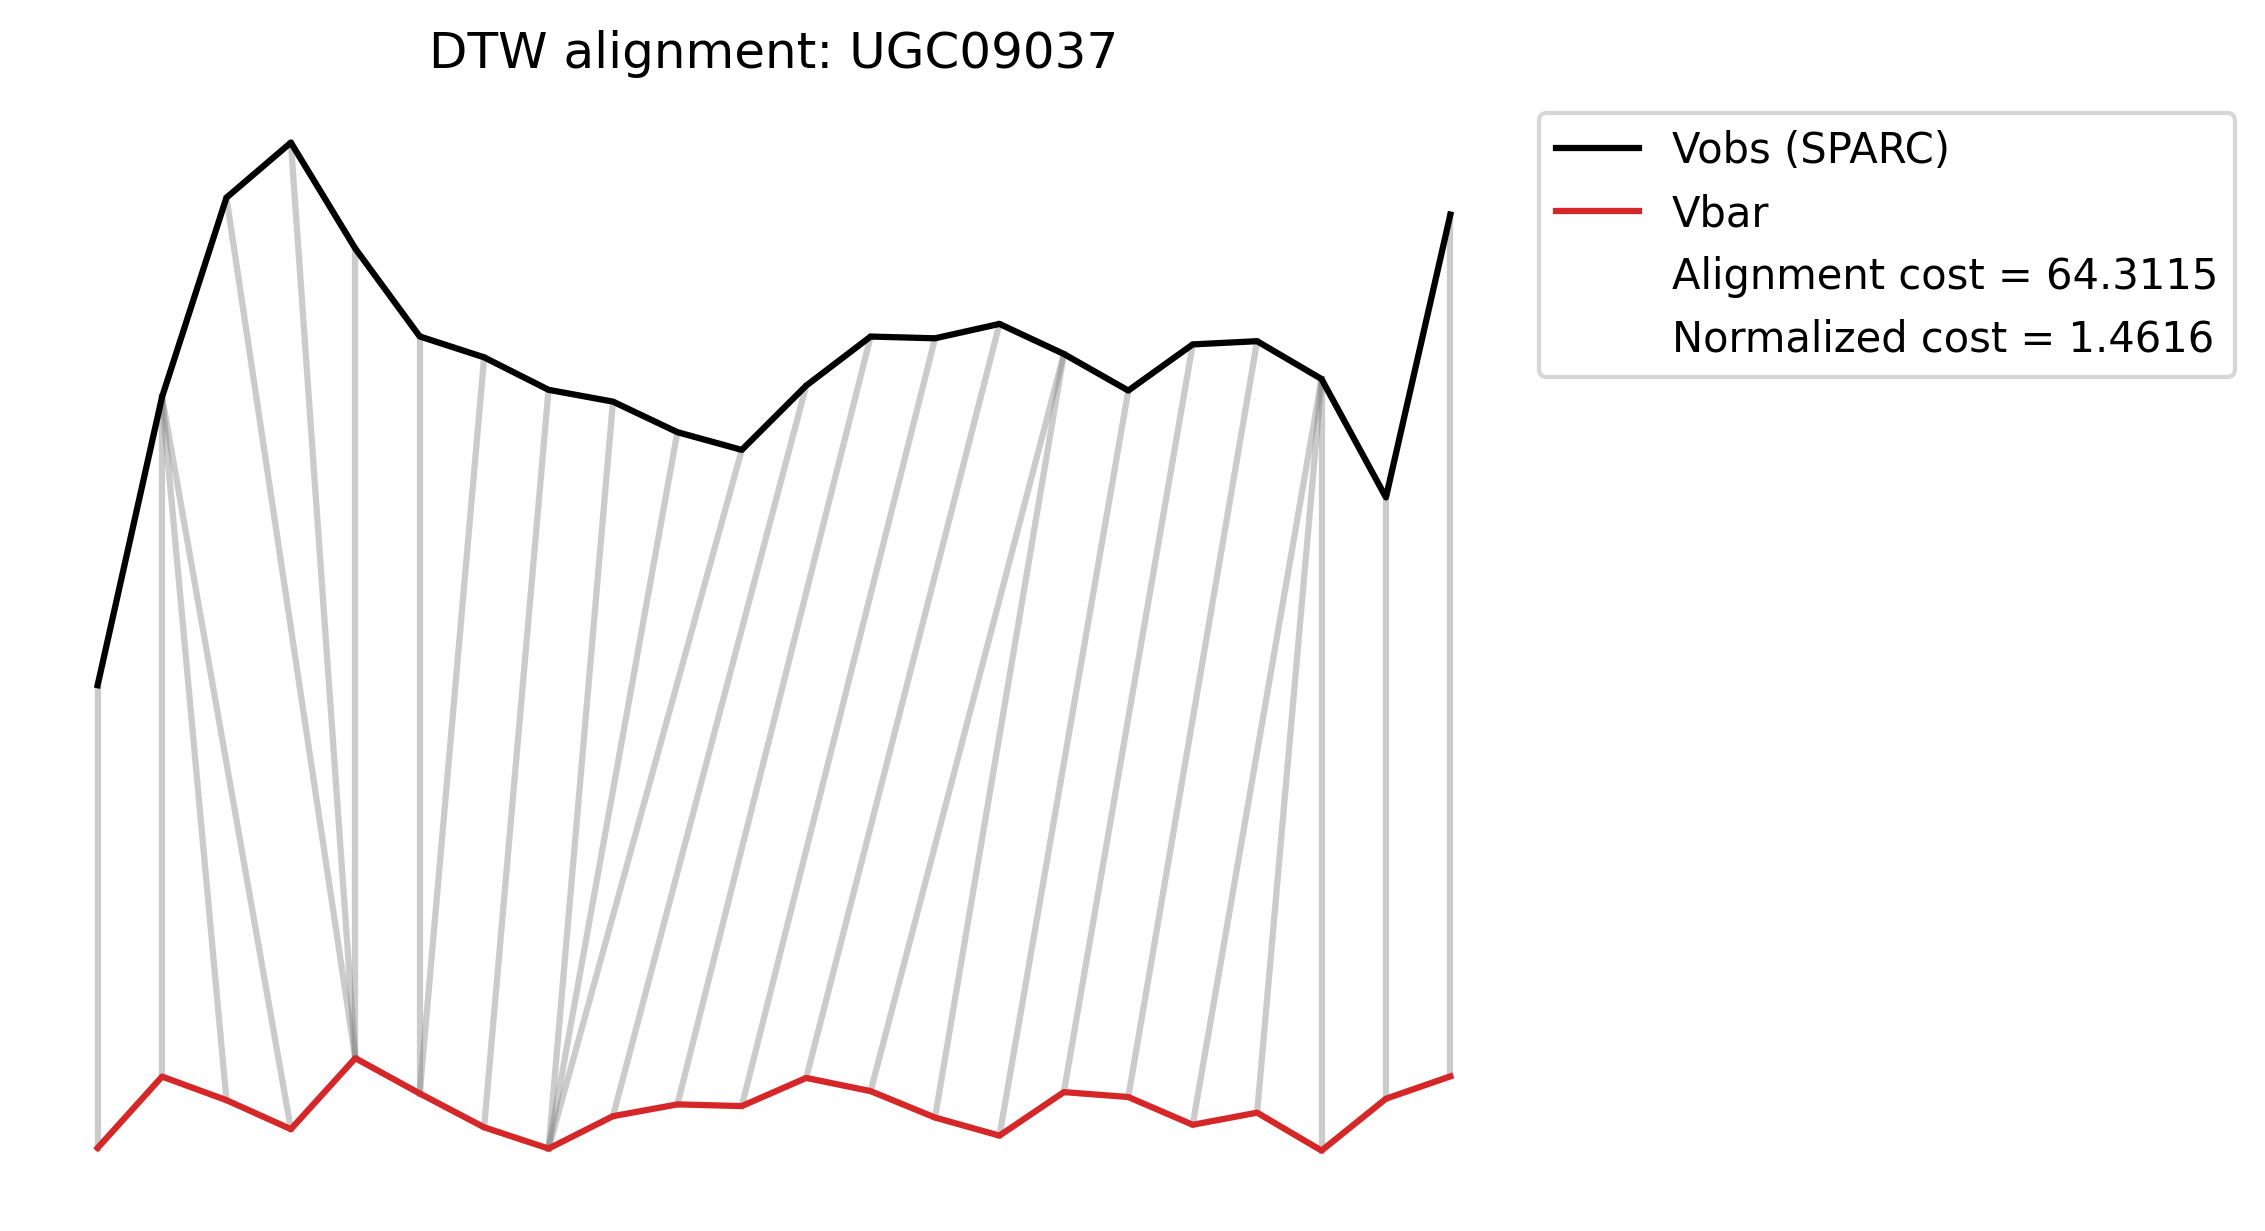 DTW alignment: UGC09037
Vobs (SPARC)
Vbar
Alignment cost = 64.3115
Normalized cost = 1.4616